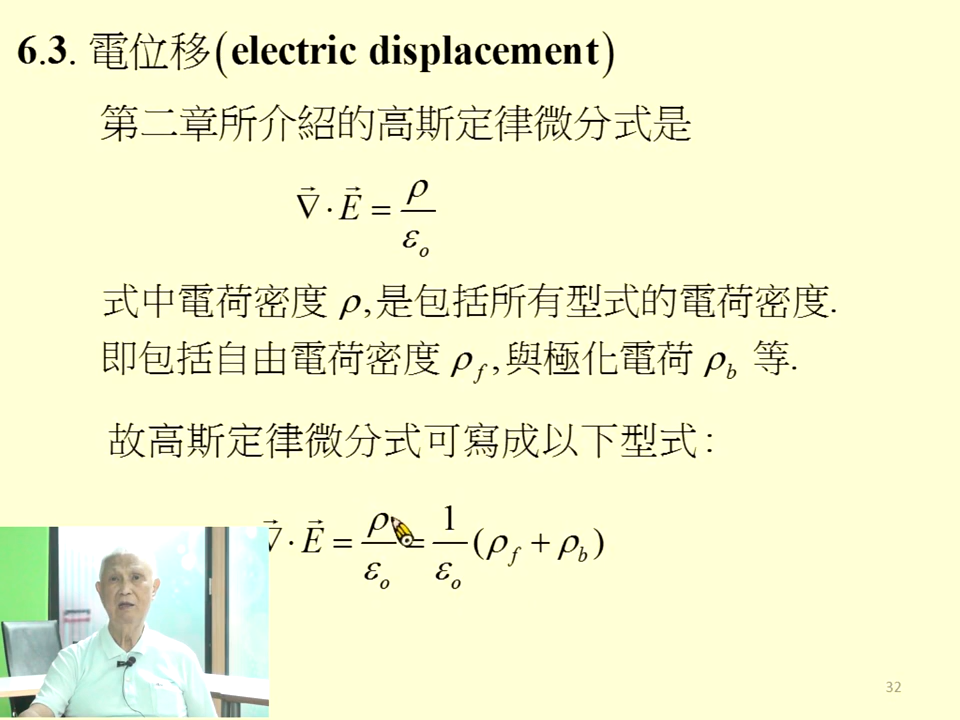 6.3. 電位移(electric displacement)
第二章所介紹的高斯定律微分式是
∇⃗ · E⃗ = ρ/ε_o
式中電荷密度 ρ,是包括所有型式的電荷密度.
即包括自由電荷密度 ρ_f,與極化電荷 ρ_b 等.
故高斯定律微分式可寫成以下型式:
∇⃗ · E⃗ = ρ/ε_o = 1/ε_o (ρ_f + ρ_b)
32